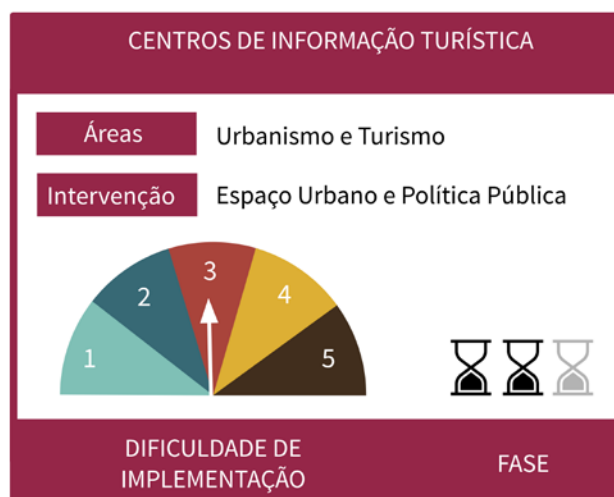 CENTROS DE INFORMAÇÃO TURÍSTICA
Áreas
Urbanismo e Turismo
Intervenção
Espaço Urbano e Política Pública
1
2
3
4
5
DIFICULDADE DE
IMPLEMENTAÇÃO
FASE